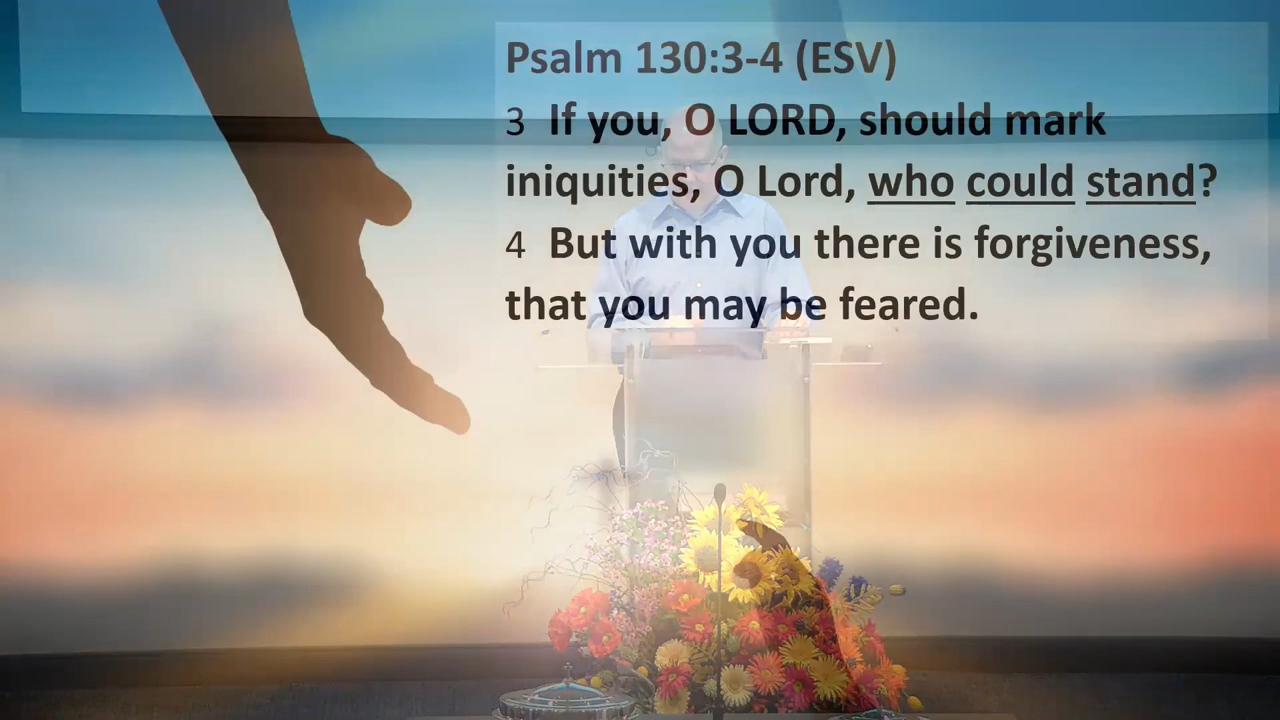 Psalm 130:3-4 (ESV)
3 If you, O LORD, should mark
iniquities, O Lord, who could stand?
4 But with you there is forgiveness,
that you may be feared.